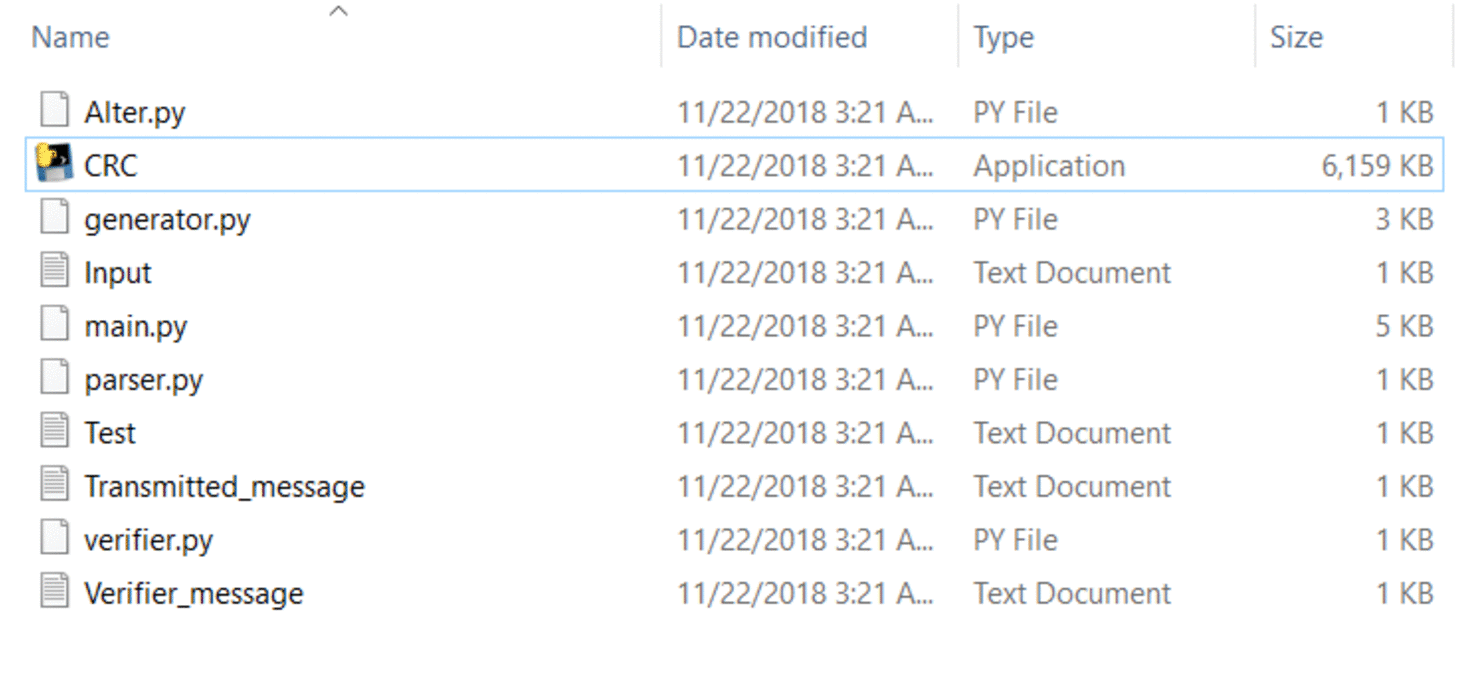 Name Date modified Type Size
Alter.py 11/22/2018 3:21 A... PY File 1 KB
CRC 11/22/2018 3:21 A... Application 6,159 KB
generator.py 11/22/2018 3:21 A... PY File 3 KB
Input 11/22/2018 3:21 A... Text Document 1 KB
main.py 11/22/2018 3:21 A... PY File 5 KB
parser.py 11/22/2018 3:21 A... PY File 1 KB
Test 11/22/2018 3:21 A... Text Document 1 KB
Transmitted_message 11/22/2018 3:21 A... Text Document 1 KB
verifier.py 11/22/2018 3:21 A... PY File 1 KB
Verifier_message 11/22/2018 3:21 A... Text Document 1 KB